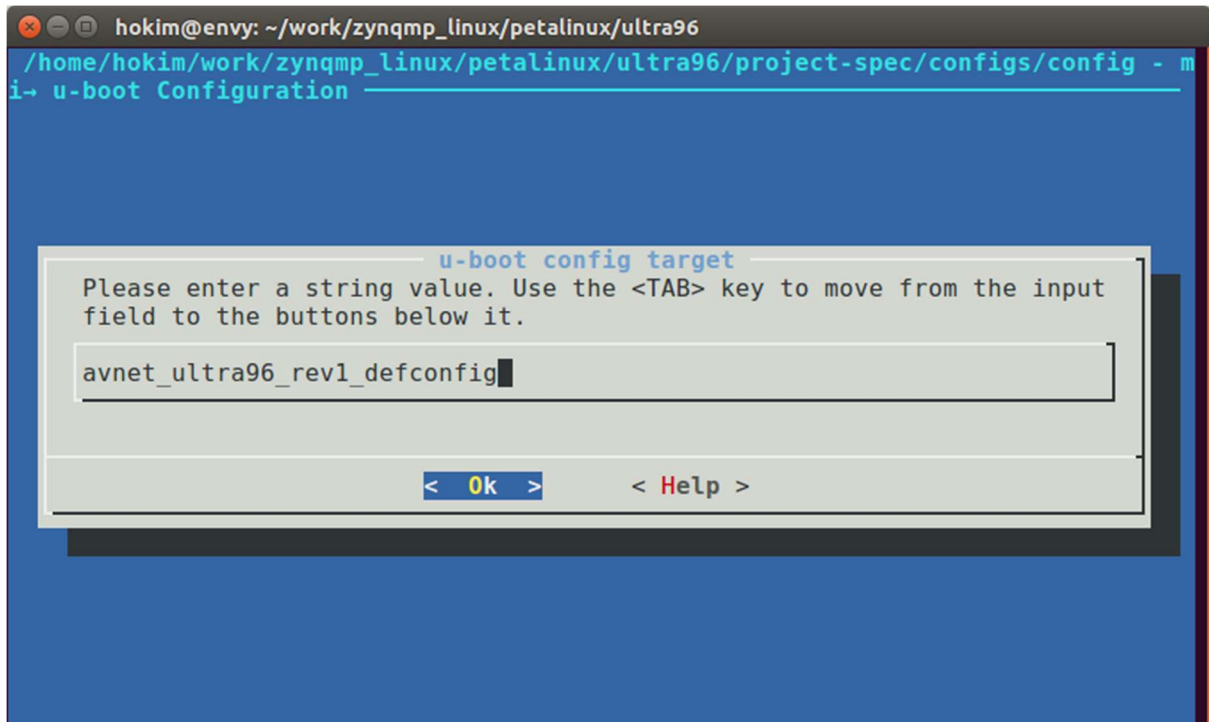 hokim@envy: ~/work/zynqmp_linux/petalinux/ultra96
/home/hokim/work/zynqmp_linux/petalinux/ultra96/project-spec/configs/config - m
i→ u-boot Configuration
u-boot config target
Please enter a string value. Use the <TAB> key to move from the input
field to the buttons below it.
avnet_ultra96_rev1_defconfig
<  Ok  > < Help >